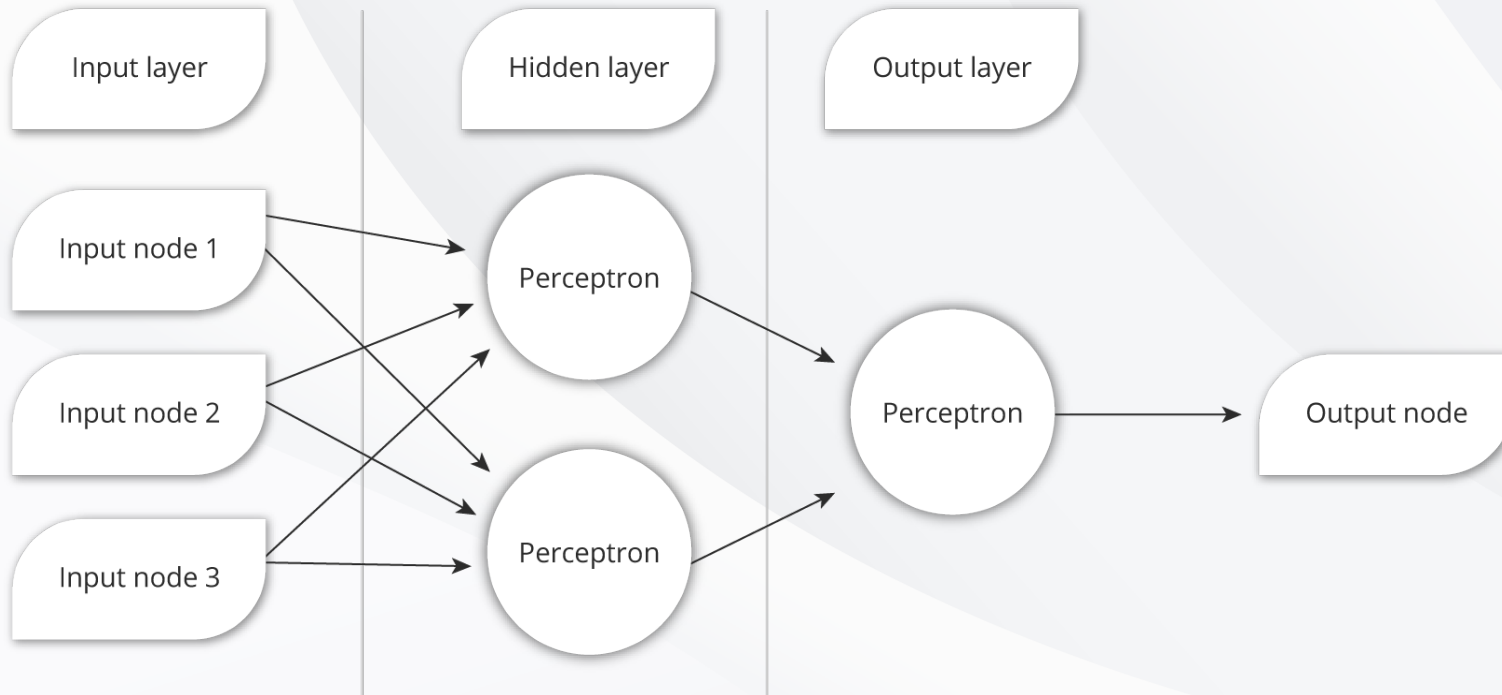 Input layer
Hidden layer
Output layer
Input node 1
Perceptron
Input node 2
Perceptron
Output node
Perceptron
Input node 3